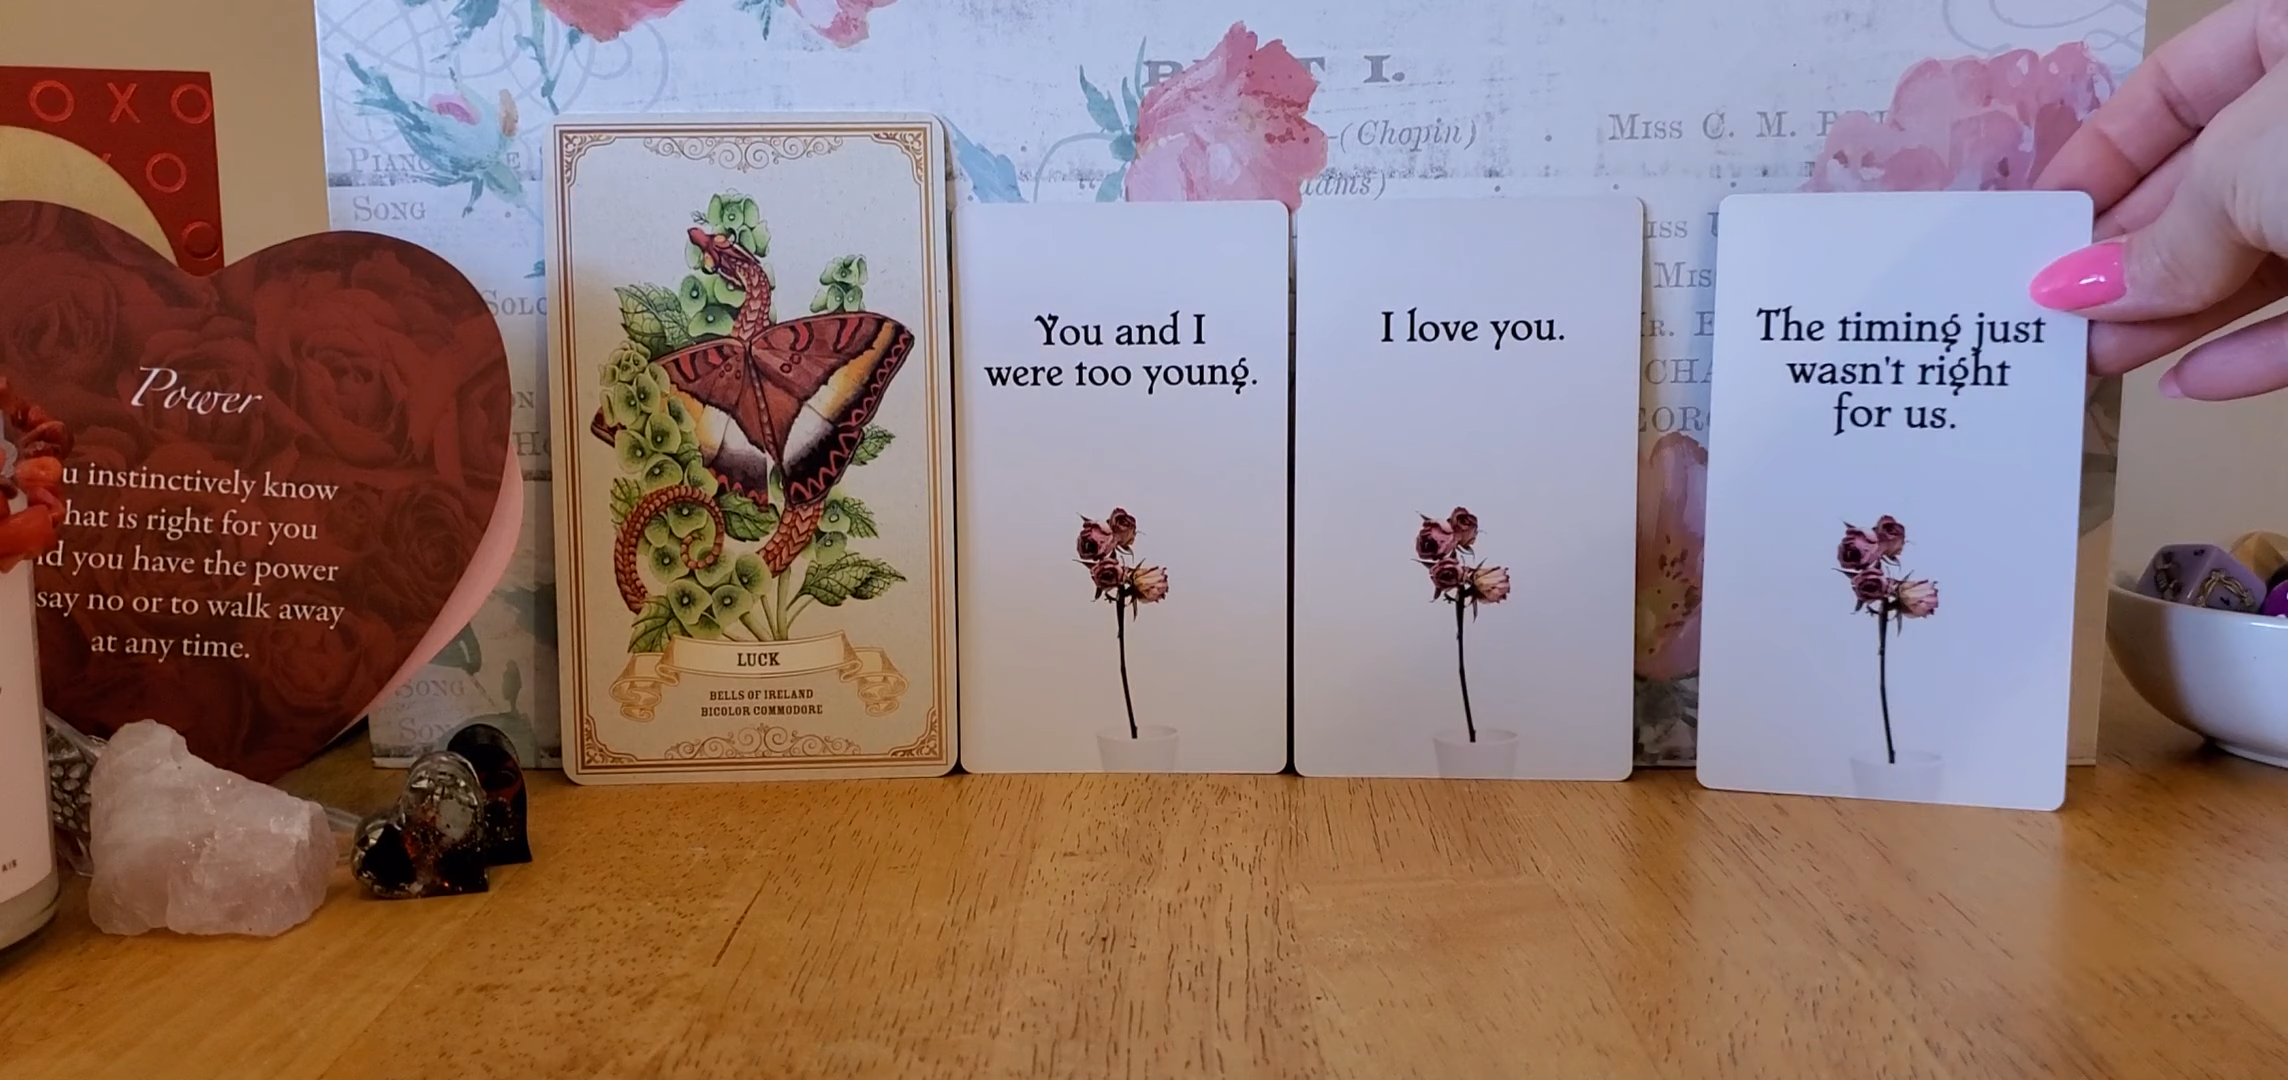 O X O
O
O
Power
u instinctively know
hat is right for you
d you have the power
say no or to walk away
at any time.
LUCK
BELLS OF IRELAND
BICOLOR COMMODORE
You and I
were too young.
I love you.
The timing just
wasn't right
for us.
I.
(Chopin)
Miss C. M.
Song
Song